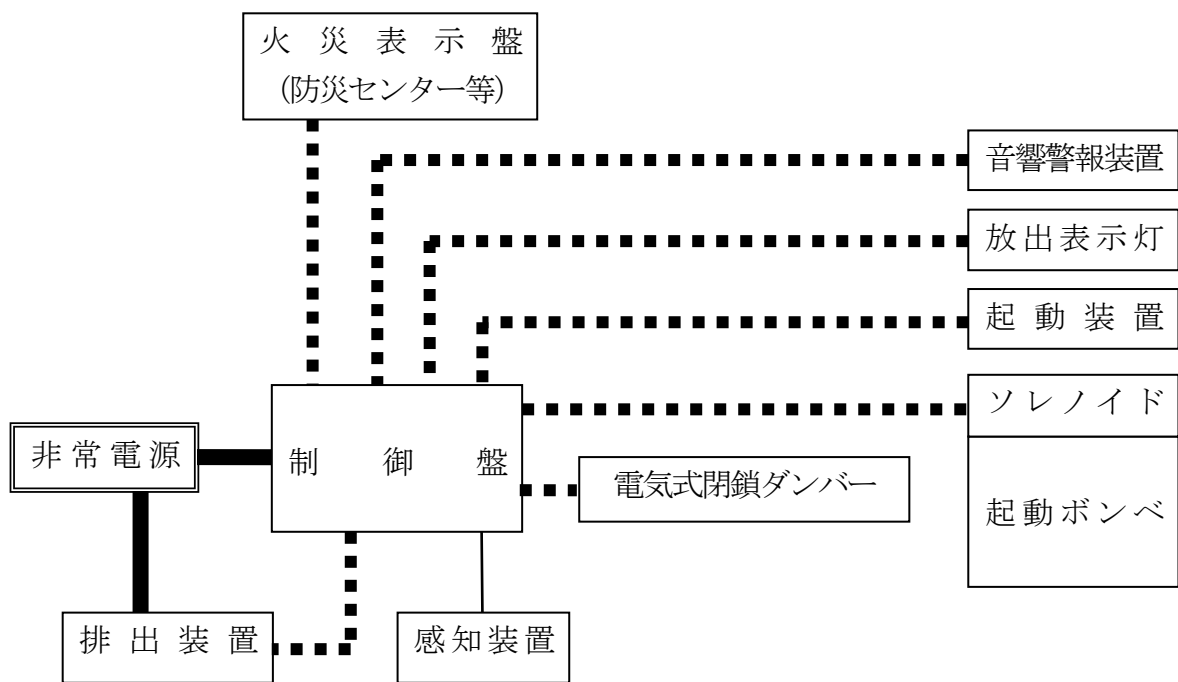 火災表示盤
(防災センター等)
音響警報装置
放出表示灯
起動装置
ソレノイド
非常電源
制御盤
電気式閉鎖ダンパー
起動ボンベ
排出装置
感知装置